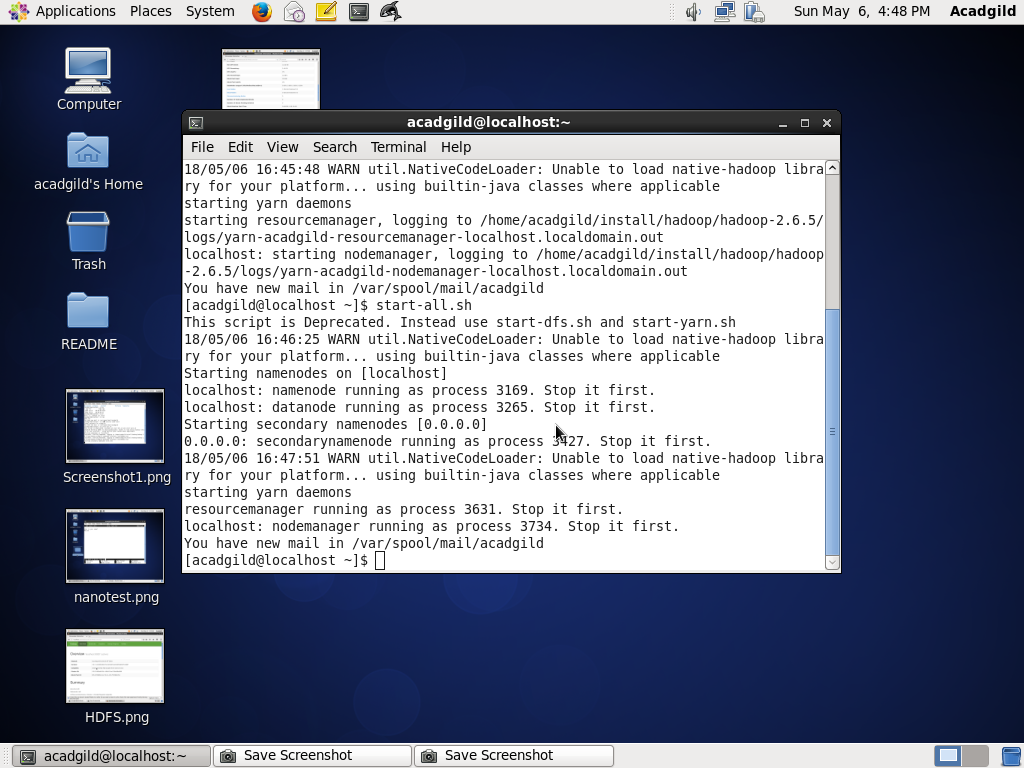 Applications Places System
Sun May 6, 4:48 PM Acadgild
Computer
acadgild's Home
Trash
README
Screenshot1.png
nanotest.png
HDFS.png
acadgild@localhost:~
File Edit View Search Terminal Help
18/05/06 16:45:48 WARN util.NativeCodeLoader: Unable to load native-hadoop libra
ry for your platform... using builtin-java classes where applicable
starting yarn daemons
starting resourcemanager, logging to /home/acadgild/install/hadoop/hadoop-2.6.5/
logs/yarn-acadgild-resourcemanager-localhost.localdomain.out
localhost: starting nodemanager, logging to /home/acadgild/install/hadoop/hadoop
-2.6.5/logs/yarn-acadgild-nodemanager-localhost.localdomain.out
You have new mail in /var/spool/mail/acadgild
[acadgild@localhost ~]$ start-all.sh
This script is Deprecated. Instead use start-dfs.sh and start-yarn.sh
18/05/06 16:46:25 WARN util.NativeCodeLoader: Unable to load native-hadoop libra
ry for your platform... using builtin-java classes where applicable
Starting namenodes on [localhost]
localhost: namenode running as process 3169. Stop it first.
localhost: datanode running as process 3265. Stop it first.
Starting secondary namenodes [0.0.0.0]
0.0.0.0: secondarynamenode running as process 3427. Stop it first.
18/05/06 16:47:51 WARN util.NativeCodeLoader: Unable to load native-hadoop libra
ry for your platform... using builtin-java classes where applicable
starting yarn daemons
resourcemanager running as process 3631. Stop it first.
localhost: nodemanager running as process 3734. Stop it first.
You have new mail in /var/spool/mail/acadgild
[acadgild@localhost ~]$
acadgild@localhost:~
Save Screenshot
Save Screenshot